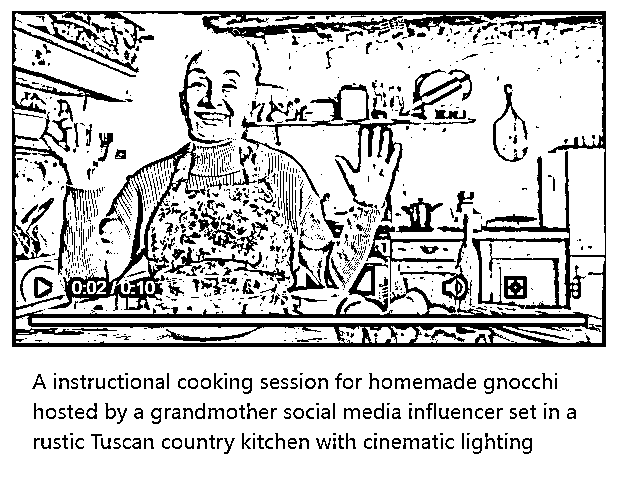 0:02 / 0:10
A instructional cooking session for homemade gnocchi
hosted by a grandmother social media influencer set in a
rustic Tuscan country kitchen with cinematic lighting